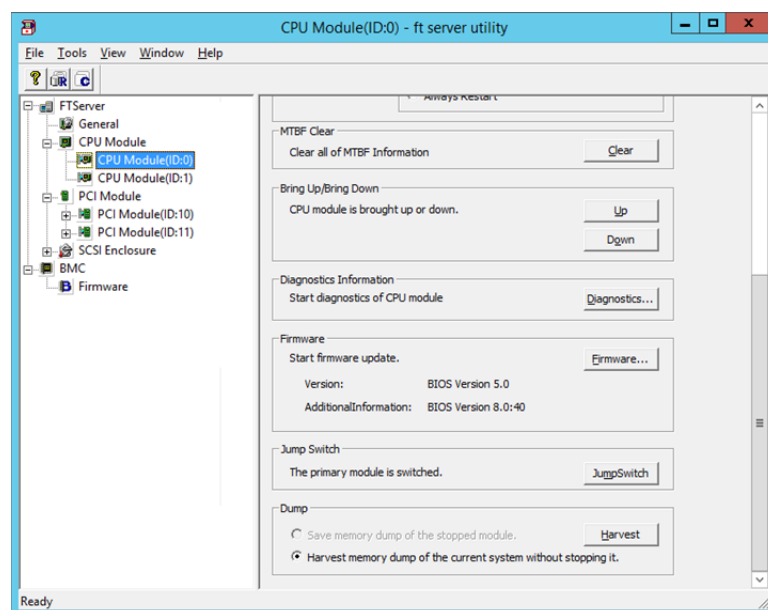 CPU Module(ID:0) - ft server utility
File Tools View Window Help
FTServer
General
CPU Module
CPU Module(ID:0)
CPU Module(ID:1)
PCI Module
PCI Module(ID:10)
PCI Module(ID:11)
SCSI Enclosure
BMC
Firmware
Always Restart
MTBF Clear
Clear all of MTBF Information
Clear
Bring Up/Bring Down
CPU module is brought up or down.
Up
Down
Diagnostics Information
Start diagnostics of CPU module
Diagnostics...
Firmware
Start firmware update.
Firmware...
Version: BIOS Version 5.0
AdditionalInformation: BIOS Version 8.0:40
Jump Switch
The primary module is switched.
JumpSwitch
Dump
Save memory dump of the stopped module.
Harvest
Harvest memory dump of the current system without stopping it.
Ready